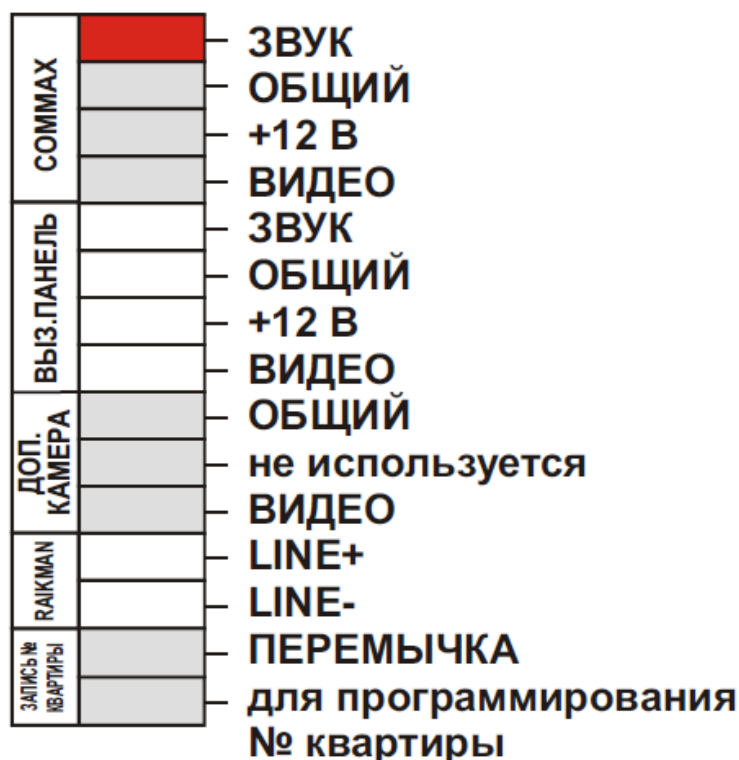 COMMAX
ЗВУК
ОБЩИЙ
+12 В
ВИДЕО
ВЫЗ.ПАНЕЛЬ
ЗВУК
ОБЩИЙ
+12 В
ВИДЕО
ДОП.
КАМЕРА
ОБЩИЙ
не используется
ВИДЕО
RAIKMAN
LINE+
LINE-
ЗАПИСЬ №
КВАРТИРЫ
ПЕРЕМЫЧКА
для программирования
№ квартиры